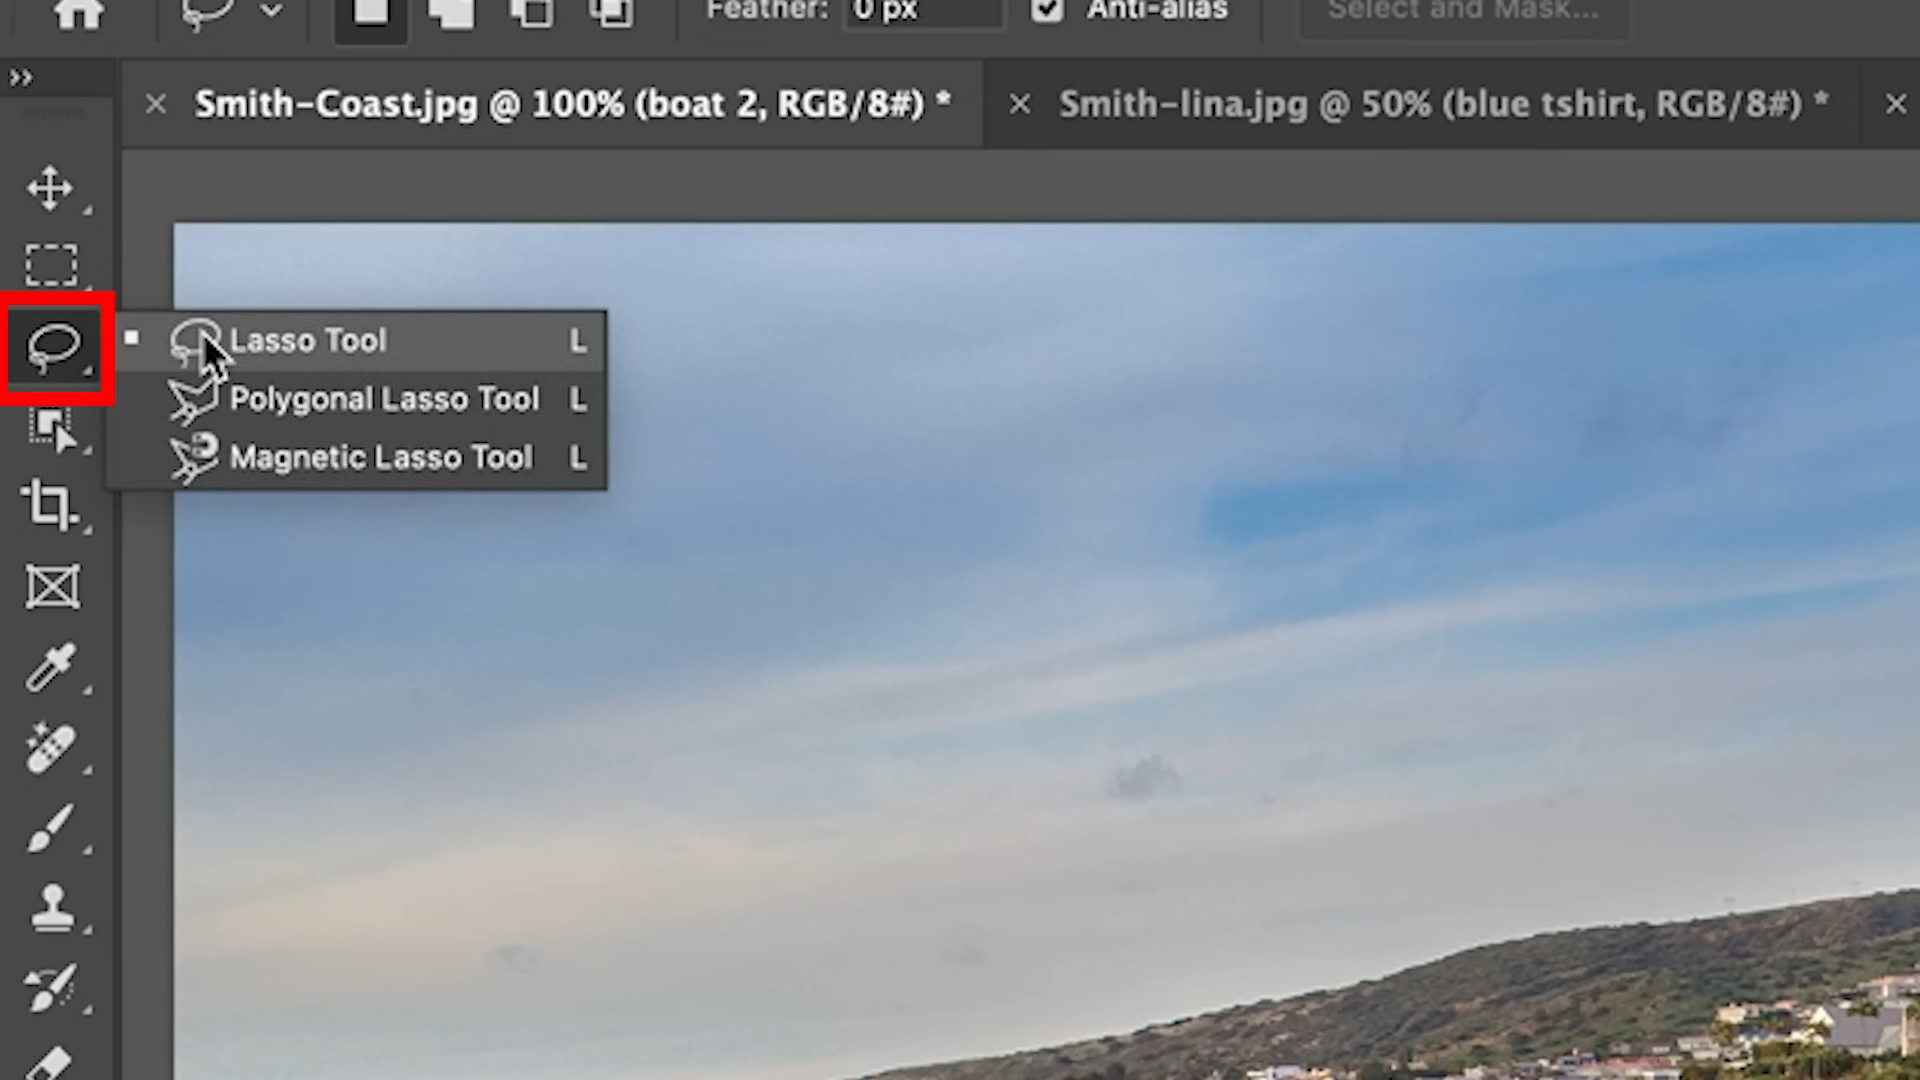 Feather: 0 px Anti-alias Select and Mask...
Smith-Coast.jpg @ 100% (boat 2, RGB/8#) * Smith-lina.jpg @ 50% (blue tshirt, RGB/8#) *
Lasso Tool L
Polygonal Lasso Tool L
Magnetic Lasso Tool L